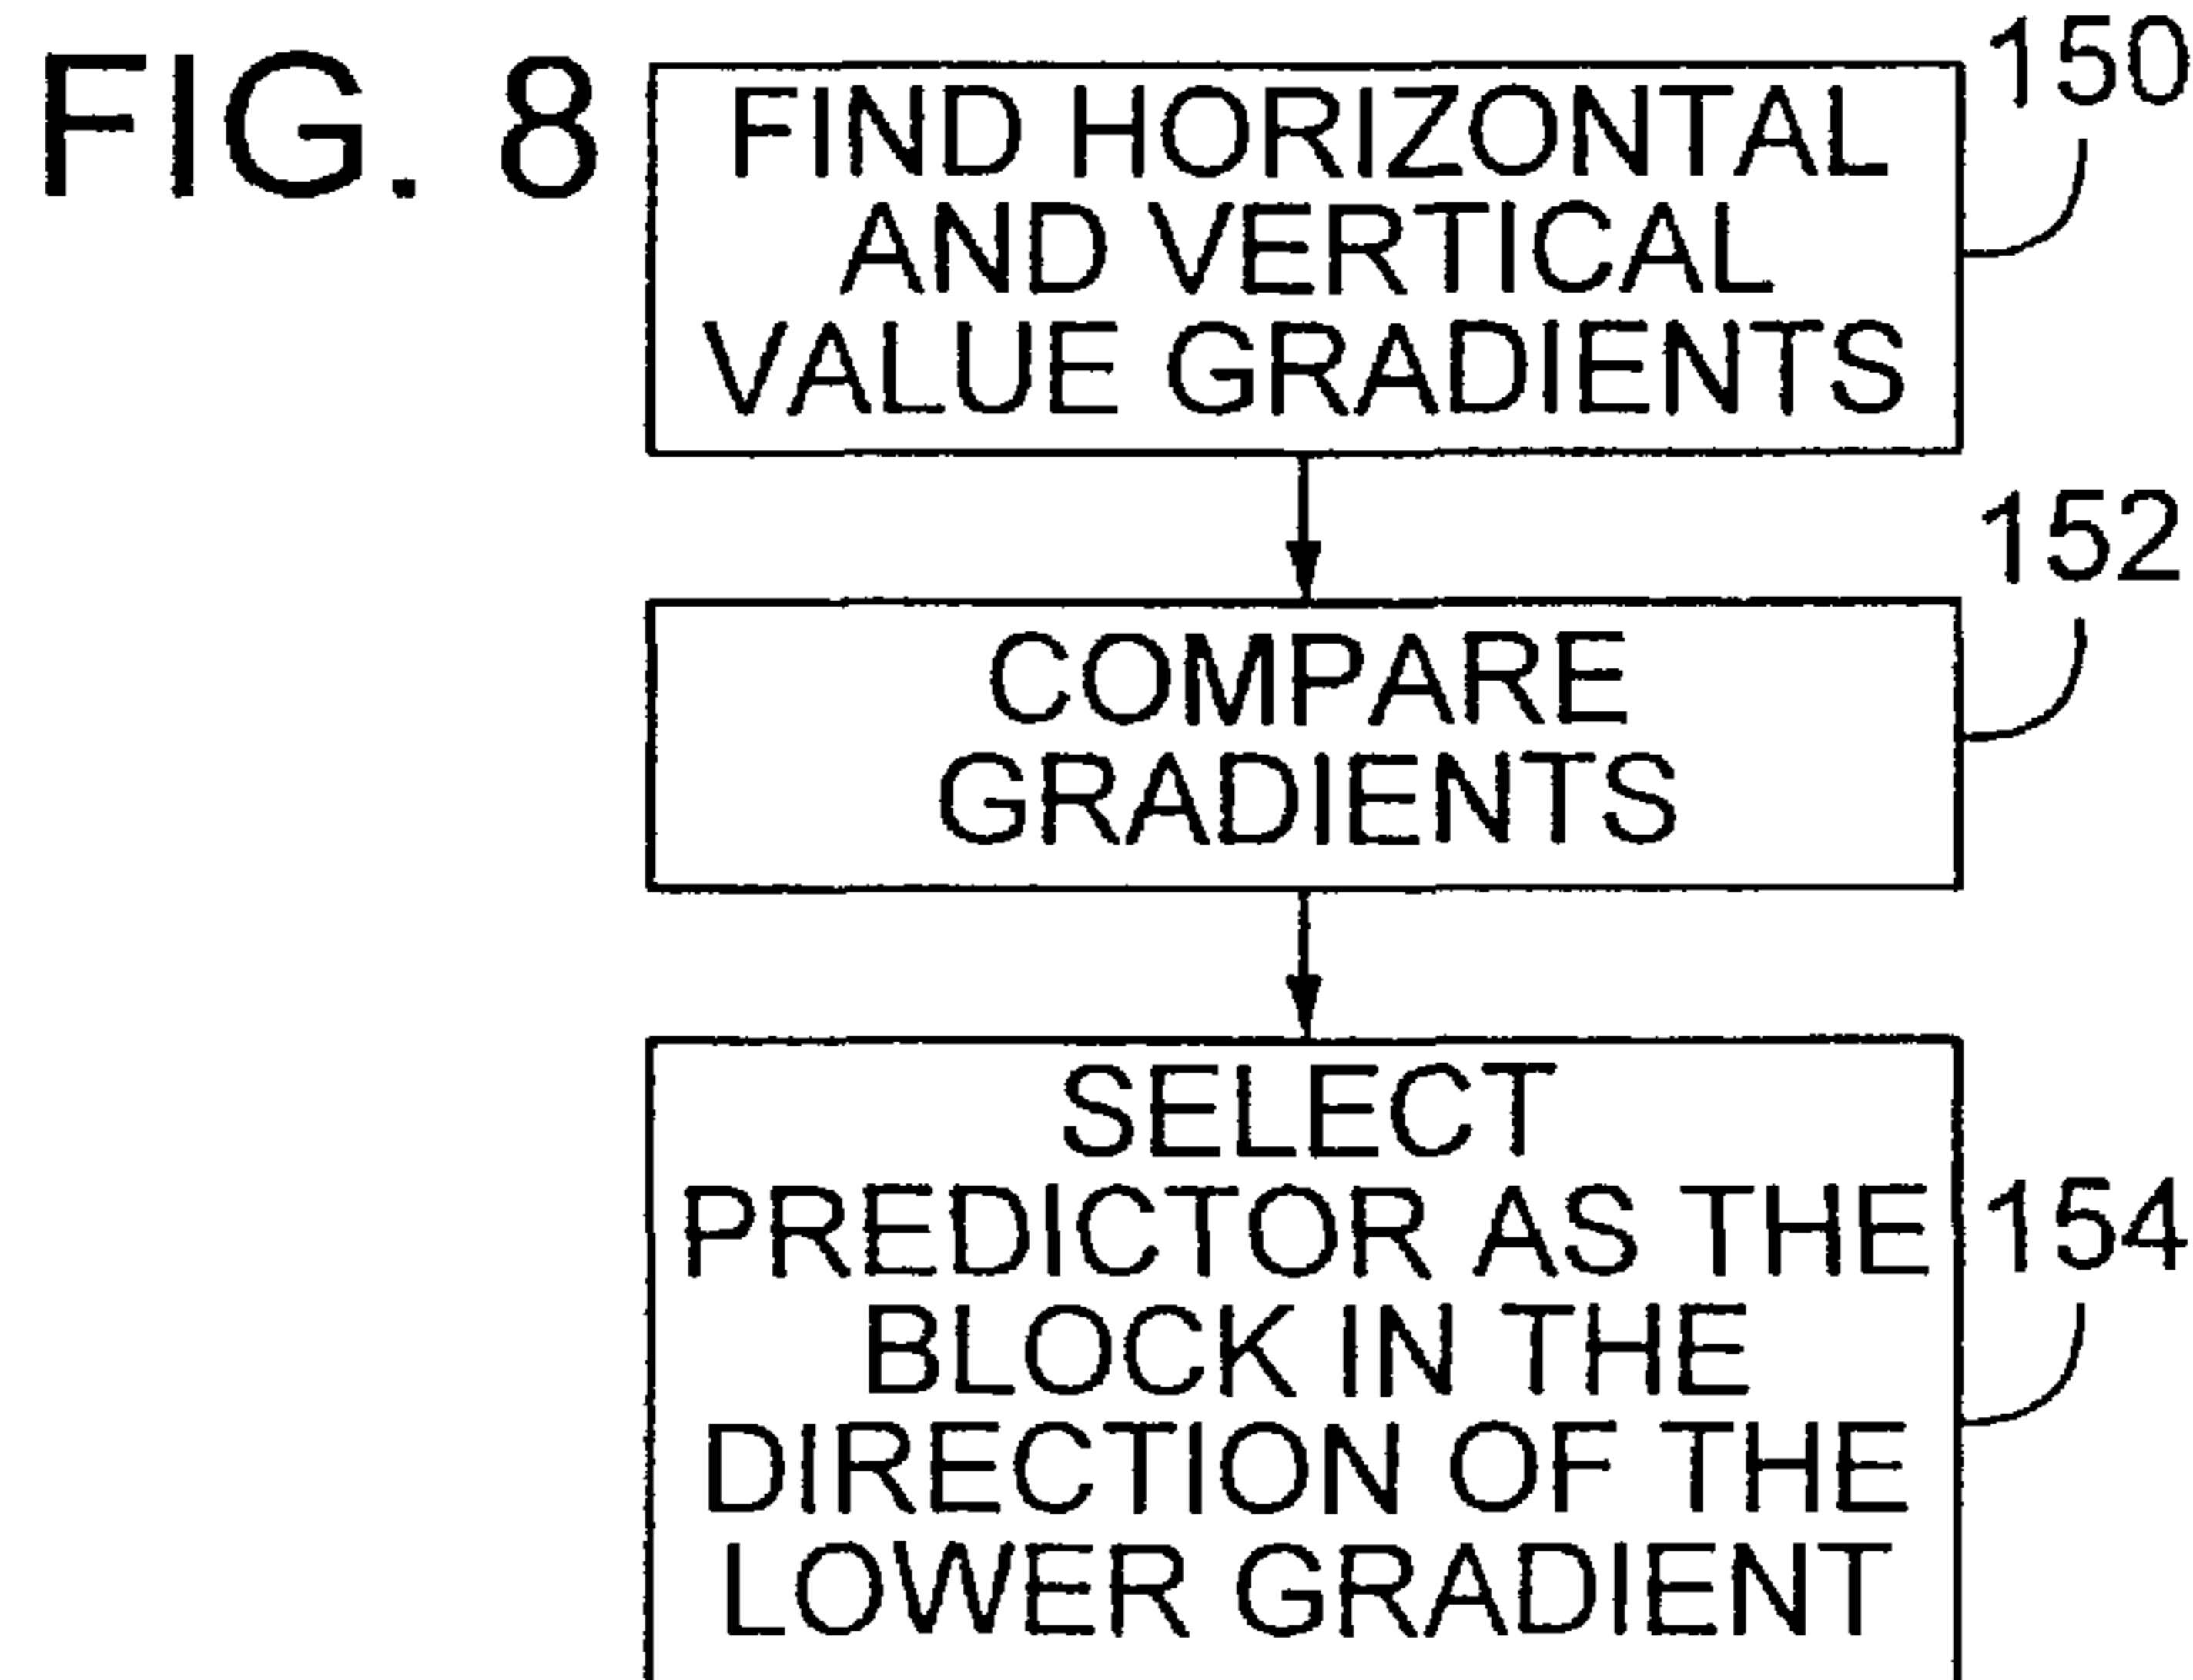 FIG. 8
150
FIND HORIZONTAL
AND VERTICAL
VALUE GRADIENTS
152
COMPARE
GRADIENTS
SELECT
PREDICTOR AS THE
154
BLOCK IN THE
DIRECTION OF THE
LOWER GRADIENT